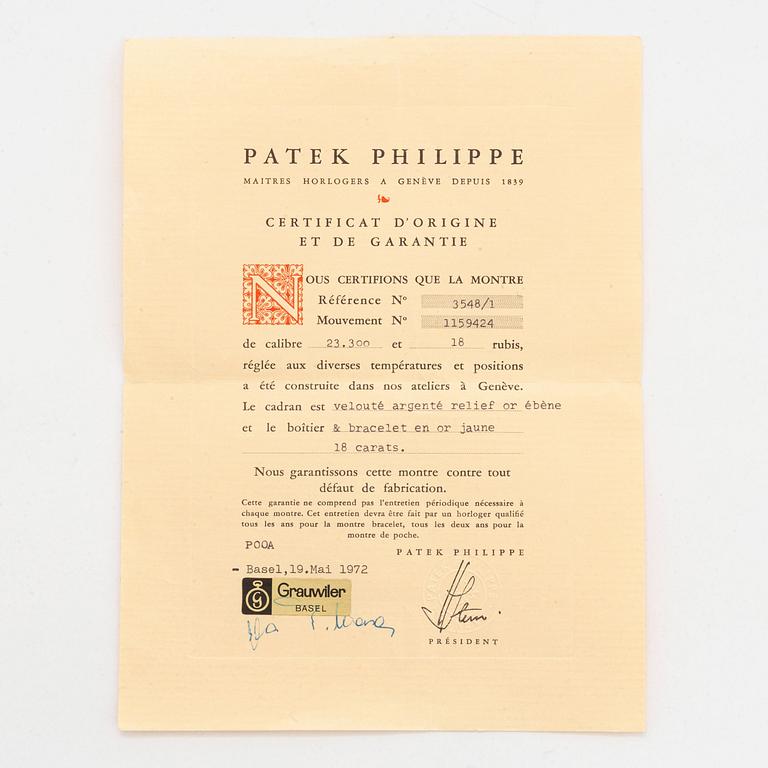 PATEK PHILIPPE
MAITRES HORLOGERS A GENÈVE DEPUIS 1839
CERTIFICAT D'ORIGINE
ET DE GARANTIE
NOUS CERTIFIONS QUE LA MONTRE
Référence Nº 3548/1
Mouvement Nº 1159424
de calibre 23.300 et 18 rubis,
réglée aux diverses températures et positions
a été construite dans nos ateliers à Genève.
Le cadran est velouté argenté relief or ébène
et le boîtier & bracelet en or jaune
18 carats.
Nous garantissons cette montre contre tout
défaut de fabrication.
Cette garantie ne comprend pas l'entretien périodique nécessaire à
chaque montre. Cet entretien devra être fait par un horloger qualifié
tous les ans pour la montre bracelet, tous les deux ans pour la
montre de poche.
POOA
PATEK PHILIPPE
- Basel,19.Mai 1972
G Grauwiler
BASEL
PRÉSIDENT